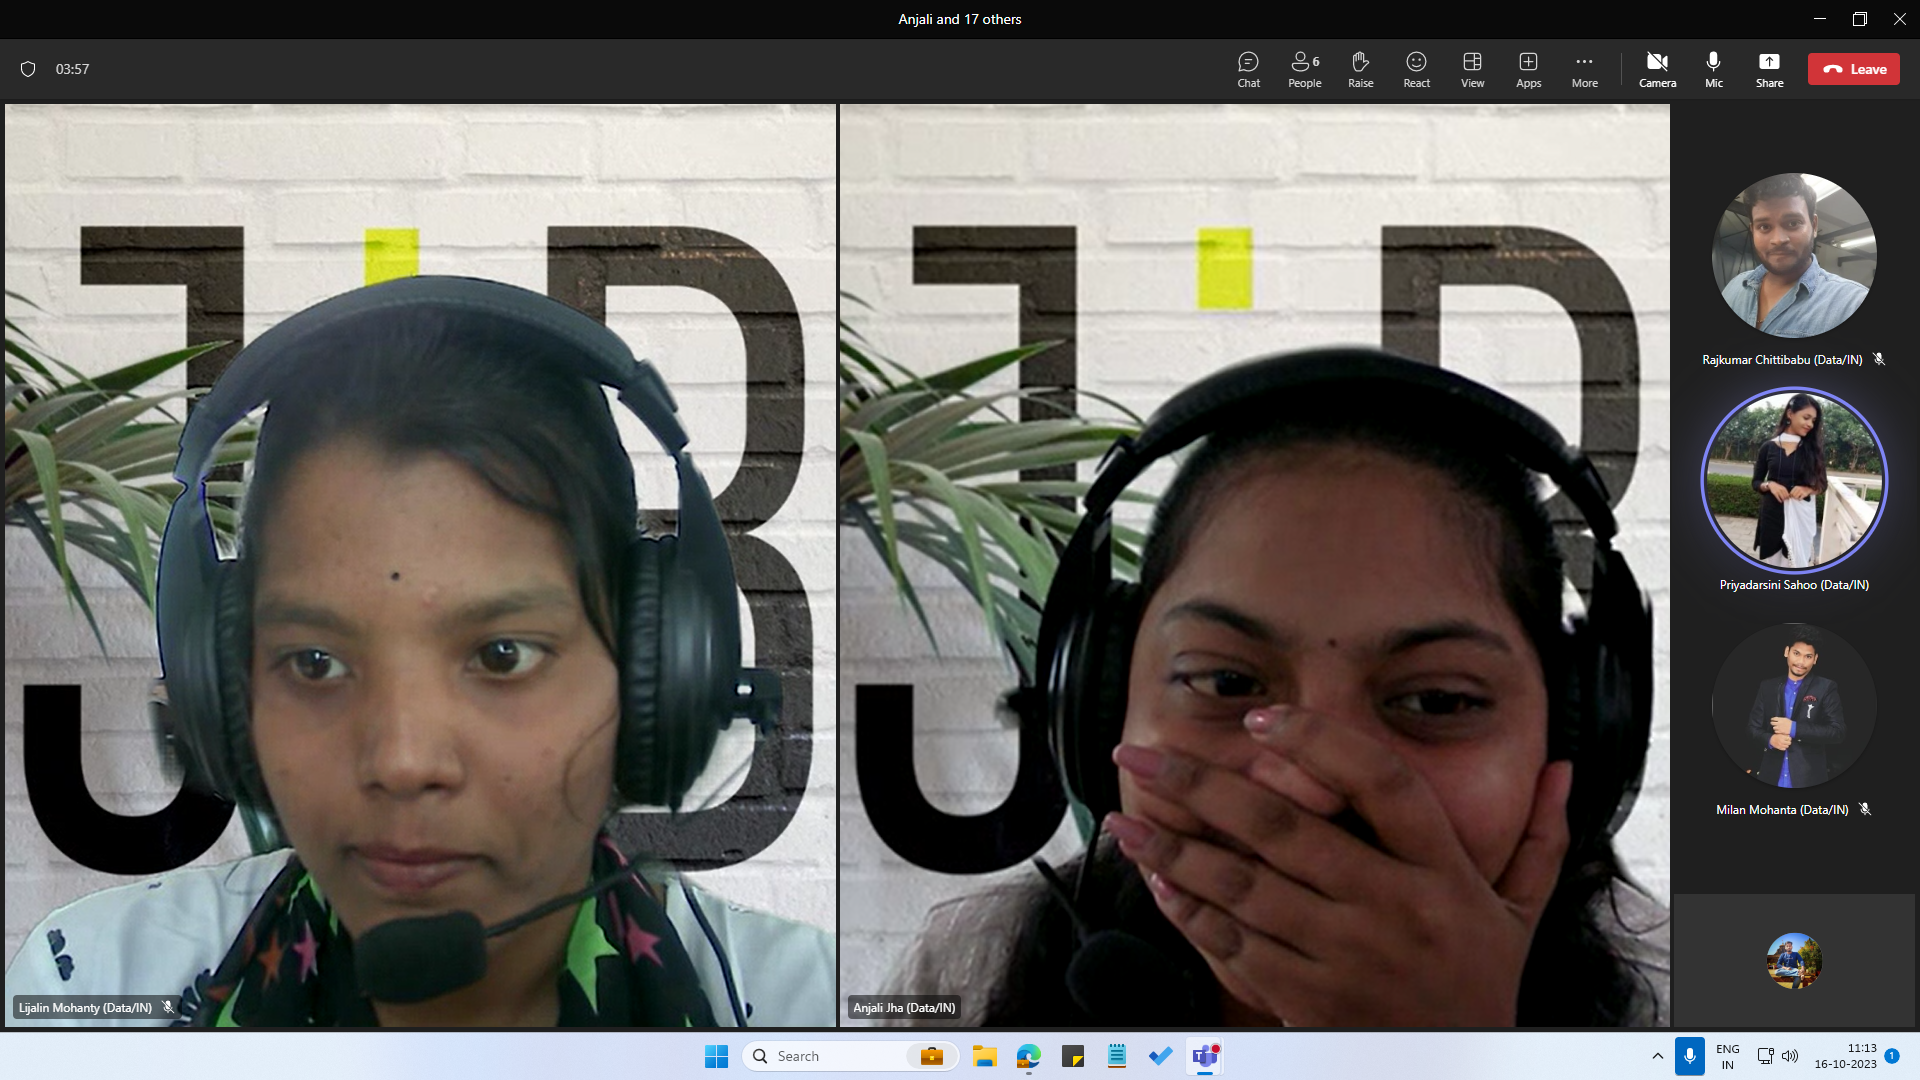 Anjali and 17 others
03:57
Chat
People
6
Raise
React
View
Apps
More
Camera
Mic
Share
Leave
Lijalin Mohanty (Data/IN)
Anjali Jha (Data/IN)
Rajkumar Chittibabu (Data/IN)
Priyadarsini Sahoo (Data/IN)
Milan Mohanta (Data/IN)
Search
ENG
IN
11:13
16-10-2023
1